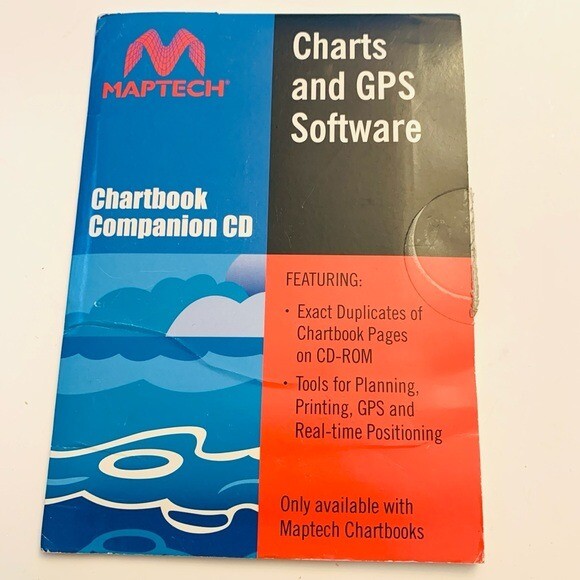 MAPTECH®
Charts
and GPS
Software
Chartbook
Companion CD
FEATURING:
· Exact Duplicates of
Chartbook Pages
on CD-ROM
· Tools for Planning,
Printing, GPS and
Real-time Positioning
Only available with
Maptech Chartbooks